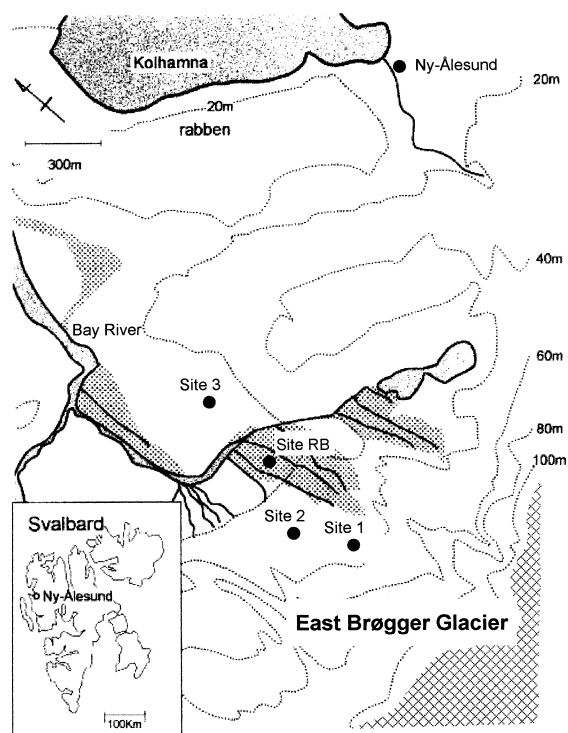 Kolhamna
Ny-Ålesund
20m
20m
rabben
300m
40m
Bay River
60m
Site 3
80m
Site RB
100m
Site 2
Site 1
Svalbard
Ny-Ålesund
East Brøgger Glacier
100Km